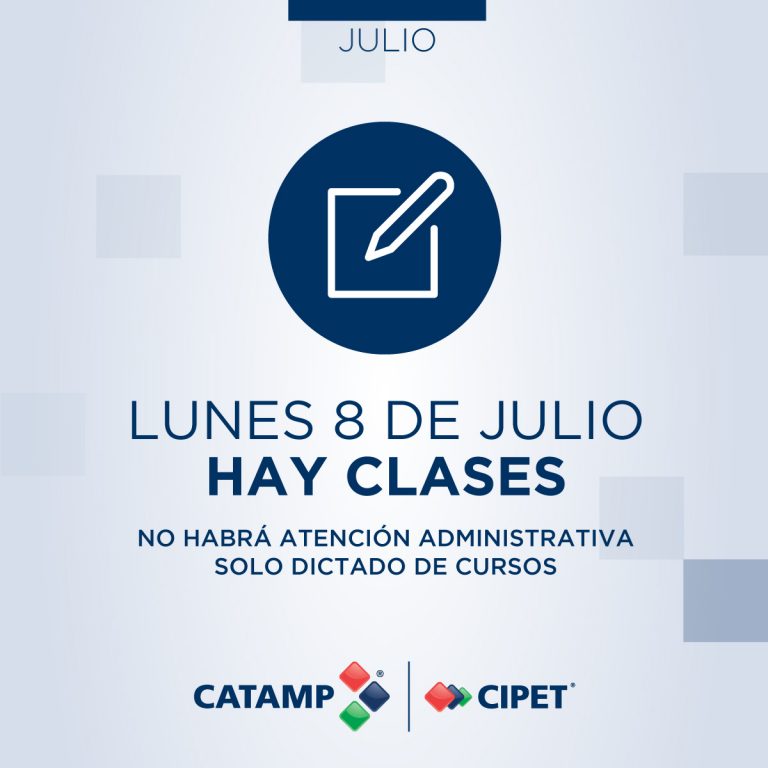 JULIO
LUNES 8 DE JULIO
HAY CLASES
NO HABRÁ ATENCIÓN ADMINISTRATIVA
SOLO DICTADO DE CURSOS
CATAMP® CIPET®